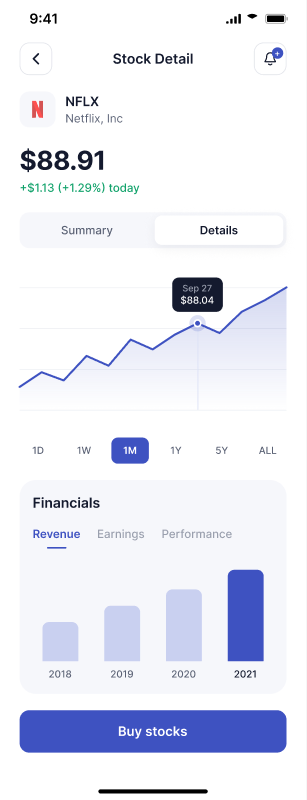 9:41
Stock Detail
NFLX
Netflix, Inc
$88.91
+$1.13 (+1.29%) today
Summary Details
Sep 27
$88.04
1D 1W 1M 1Y 5Y ALL
Financials
Revenue Earnings Performance
2018 2019 2020 2021
Buy stocks